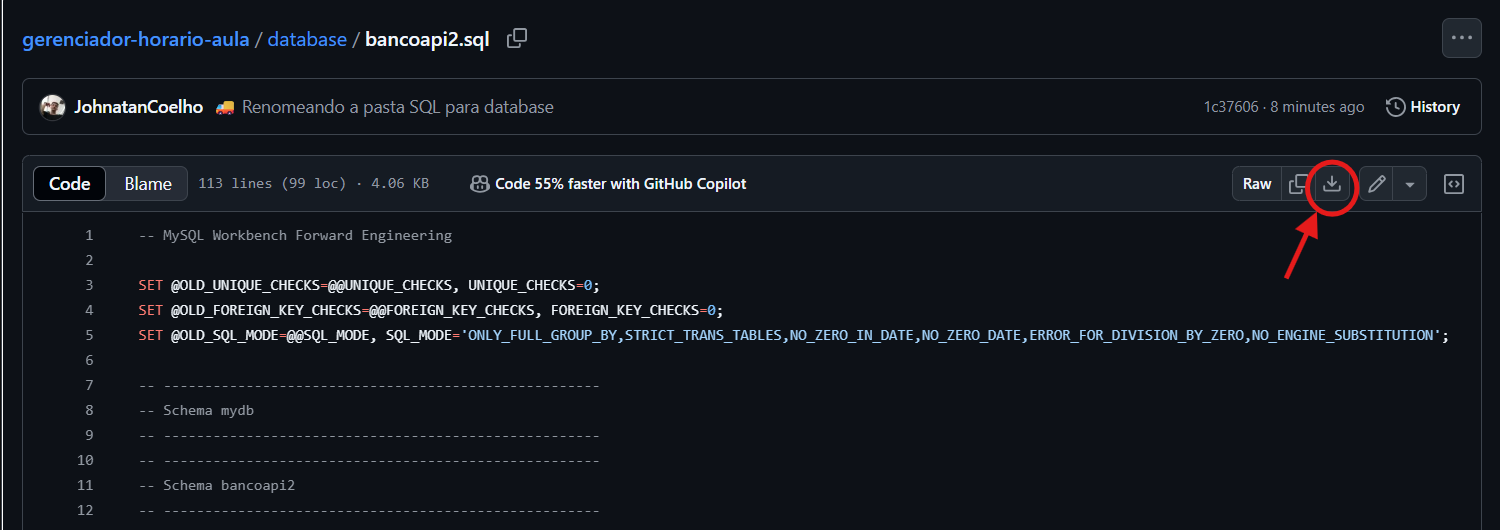 gerenciador-horario-aula / database / bancoapi2.sql
JohnatanCoelho 🚚 Renomeando a pasta SQL para database 1c37606 · 8 minutes ago History
Code Blame 113 lines (99 loc) · 4.06 KB Code 55% faster with GitHub Copilot Raw
1 -- MySQL Workbench Forward Engineering
2
3 SET @OLD_UNIQUE_CHECKS=@@UNIQUE_CHECKS, UNIQUE_CHECKS=0;
4 SET @OLD_FOREIGN_KEY_CHECKS=@@FOREIGN_KEY_CHECKS, FOREIGN_KEY_CHECKS=0;
5 SET @OLD_SQL_MODE=@@SQL_MODE, SQL_MODE='ONLY_FULL_GROUP_BY,STRICT_TRANS_TABLES,NO_ZERO_IN_DATE,NO_ZERO_DATE,ERROR_FOR_DIVISION_BY_ZERO,NO_ENGINE_SUBSTITUTION';
6
7 -- -----------------------------------------------------
8 -- Schema mydb
9 -- -----------------------------------------------------
10 -- -----------------------------------------------------
11 -- Schema bancoapi2
12 -- -----------------------------------------------------